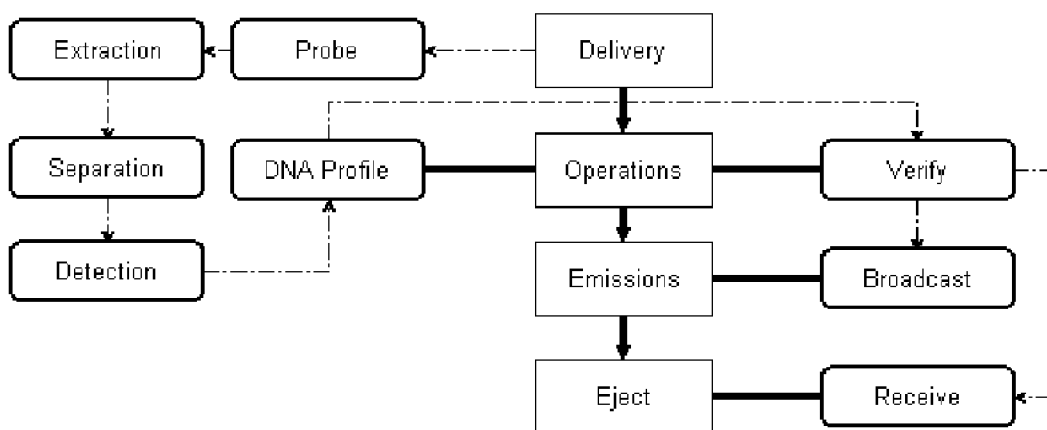 Extraction
Probe
Delivery
Separation
DNA Profile
Operations
Verify
Detection
Emissions
Broadcast
Eject
Receive